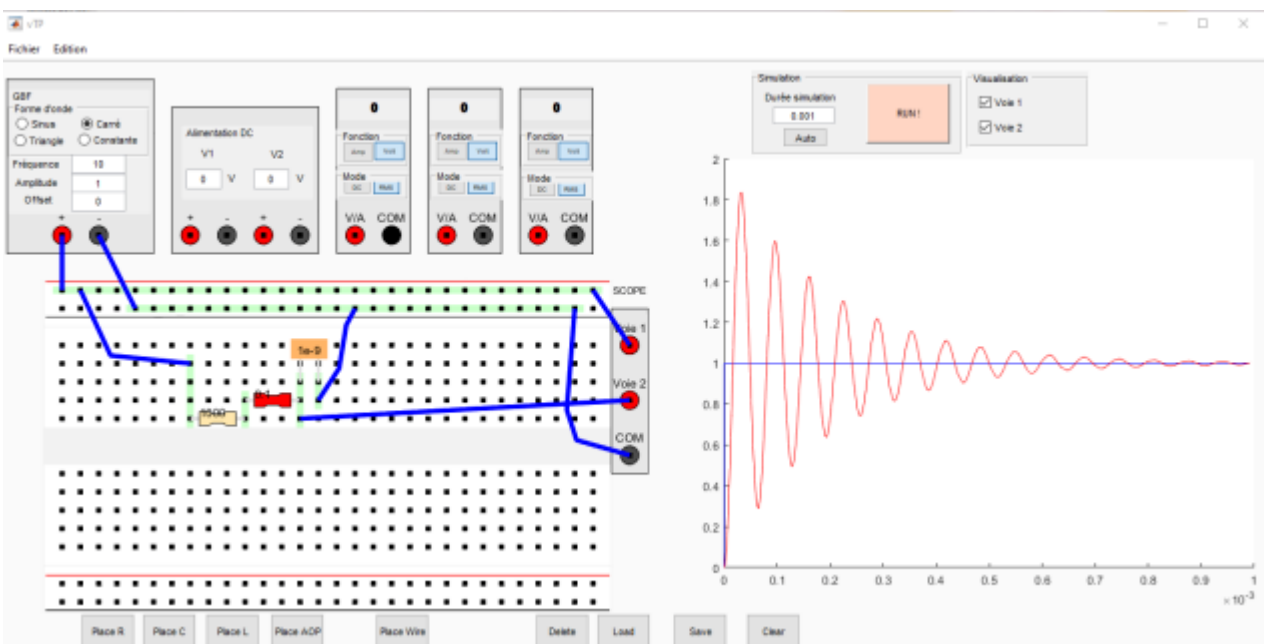 vTP
Fichier Edition
GBF
Forme d'onde
Sinus Carré
Triangle Constante
Fréquence 10
Amplitude 1
Offset 0
+ -
Alimentation DC
V1 V2
0 V 0 V
+ - + -
0
Fonction
Amp Volt
Mode
DC RMS
V/A COM
0
Fonction
Amp Volt
Mode
DC RMS
V/A COM
0
Fonction
Amp Volt
Mode
DC RMS
V/A COM
Simulation
Durée simulation
0.001
Auto
RUN!
Visualisation
Voie 1
Voie 2
SCOPE
Voie 1
Voie 2
COM
1e-9
0.1
1500
2
1.8
1.6
1.4
1.2
1
0.8
0.6
0.4
0.2
0
0 0.1 0.2 0.3 0.4 0.5 0.6 0.7 0.8 0.9 1
×10⁻³
Place R Place C Place L Place AOP Place Wire Delete Load Save Clear